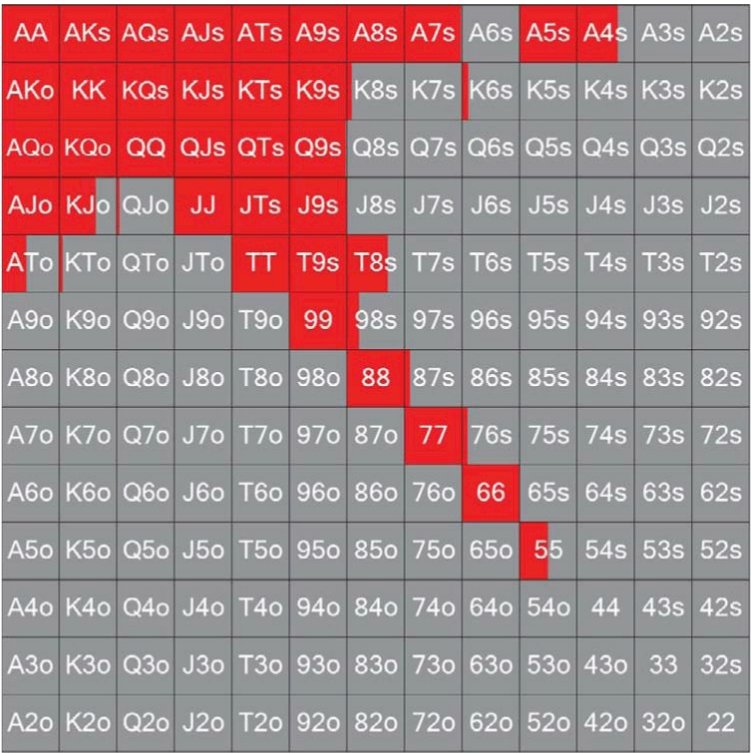 AA AKs AQs AJs ATs A9s A8s A7s A6s A5s A4s A3s A2s
AKo KK KQs KJs KTs K9s K8s K7s K6s K5s K4s K3s K2s
AQo KQo QQ QJs QTs Q9s Q8s Q7s Q6s Q5s Q4s Q3s Q2s
AJo KJo QJo JJ JTs J9s J8s J7s J6s J5s J4s J3s J2s
ATo KTo QTo JTo TT T9s T8s T7s T6s T5s T4s T3s T2s
A9o K9o Q9o J9o T9o 99 98s 97s 96s 95s 94s 93s 92s
A8o K8o Q8o J8o T8o 98o 88 87s 86s 85s 84s 83s 82s
A7o K7o Q7o J7o T7o 97o 87o 77 76s 75s 74s 73s 72s
A6o K6o Q6o J6o T6o 96o 86o 76o 66 65s 64s 63s 62s
A5o K5o Q5o J5o T5o 95o 85o 75o 65o 55 54s 53s 52s
A4o K4o Q4o J4o T4o 94o 84o 74o 64o 54o 44 43s 42s
A3o K3o Q3o J3o T3o 93o 83o 73o 63o 53o 43o 33 32s
A2o K2o Q2o J2o T2o 92o 82o 72o 62o 52o 42o 32o 22